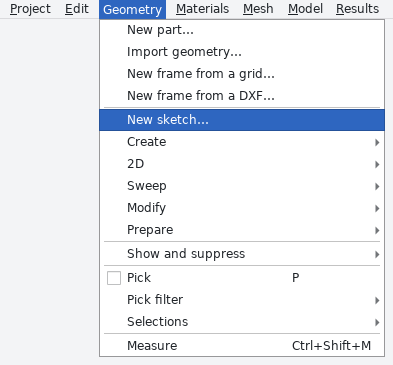 Project Edit Geometry Materials Mesh Model Results
New part...
Import geometry...
New frame from a grid...
New frame from a DXF...
New sketch...
Create
2D
Sweep
Modify
Prepare
Show and suppress
Pick P
Pick filter
Selections
Measure Ctrl+Shift+M